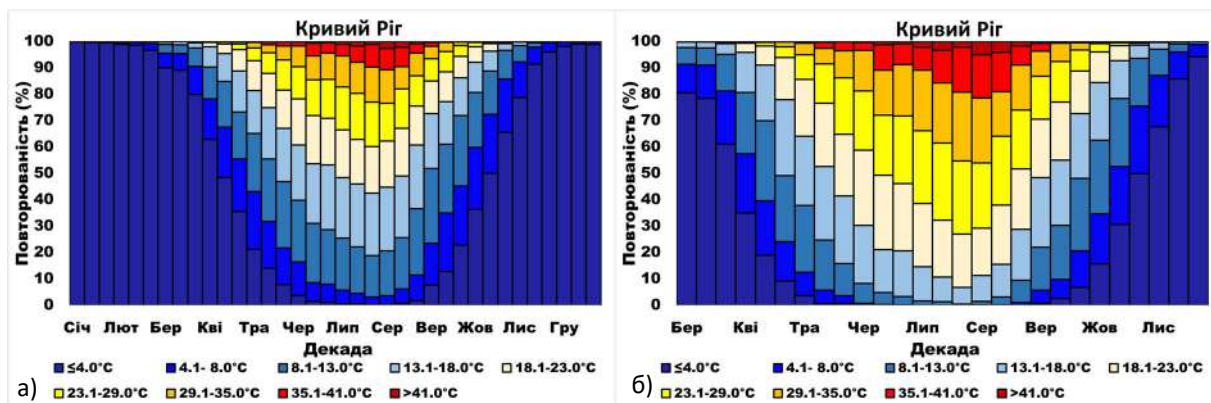 Кривий Ріг
Повторюваність (%)
100
90
80
70
60
50
40
30
20
10
0
Січ Лют Бер Кві Тра Чер Лип Сер Вер Жов Лис Гру
Декада
≤4.0°C 4.1- 8.0°C 8.1-13.0°C 13.1-18.0°C 18.1-23.0°C
23.1-29.0°C 29.1-35.0°C 35.1-41.0°C >41.0°C
а)
Кривий Ріг
Повторюваність (%)
100
90
80
70
60
50
40
30
20
10
0
Бер Кві Тра Чер Лип Сер Вер Жов Лис
Декада
≤4.0°C 4.1- 8.0°C 8.1-13.0°C 13.1-18.0°C 18.1-23.0°C
23.1-29.0°C 29.1-35.0°C 35.1-41.0°C >41.0°C
б)